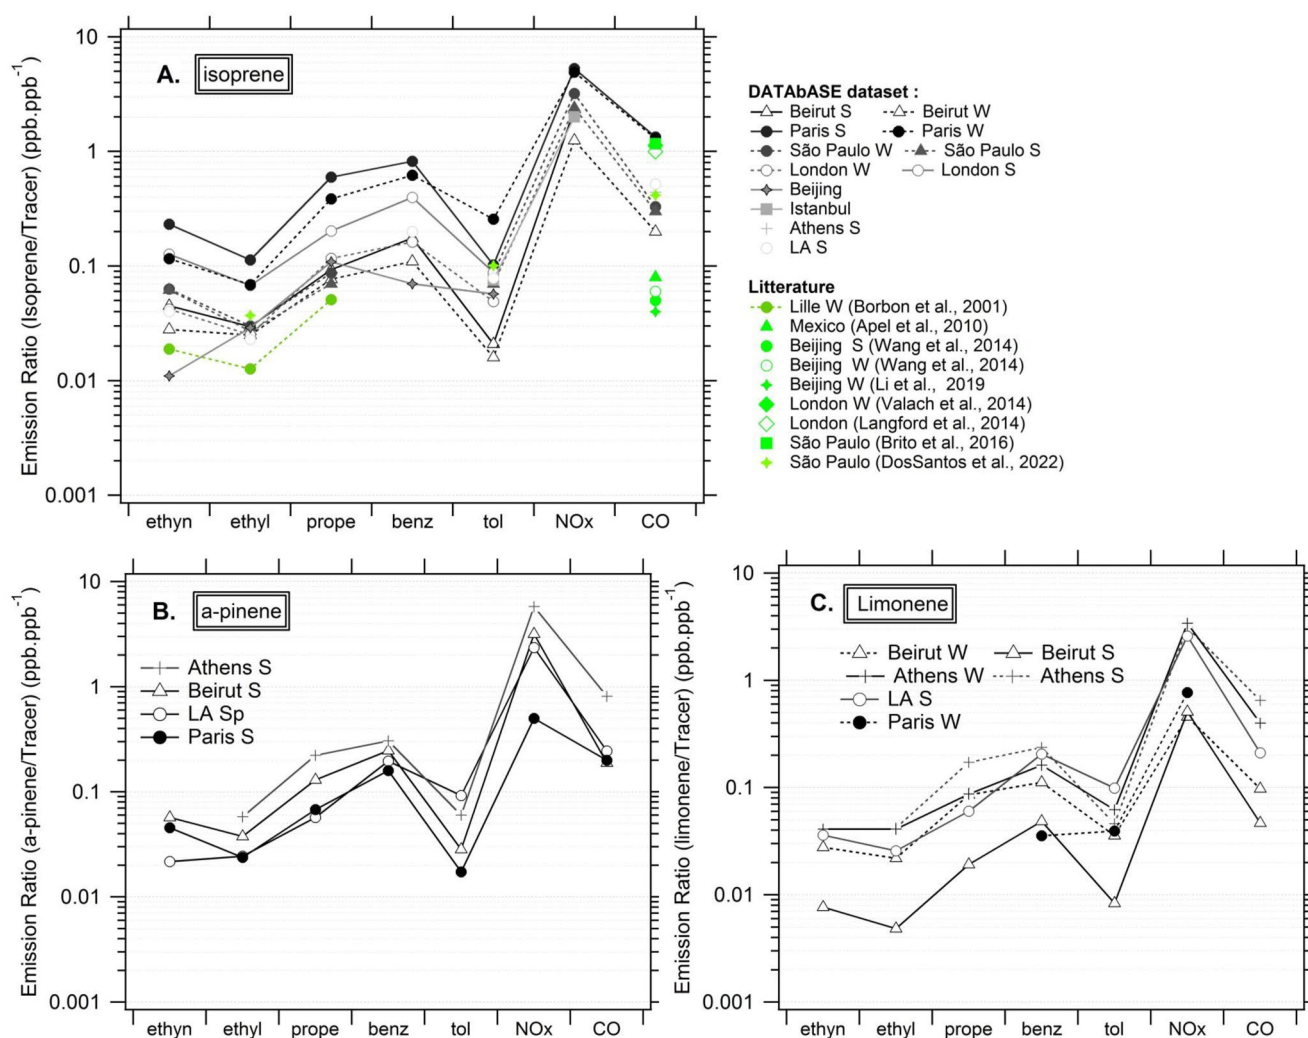 10
1
0.1
0.01
0.001
Emission Ratio (Isoprene/Tracer) (ppb.ppb⁻¹)
A. isoprene
ethyn ethyl prope benz tol NOx CO
DATAbASE dataset :
Beirut S Beirut W
Paris S Paris W
São Paulo W São Paulo S
London W London S
Beijing
Istanbul
Athens S
LA S
Litterature
Lille W (Borbon et al., 2001)
Mexico (Apel et al., 2010)
Beijing S (Wang et al., 2014)
Beijing W (Wang et al., 2014)
Beijing W (Li et al., 2019
London W (Valach et al., 2014)
London (Langford et al., 2014)
São Paulo (Brito et al., 2016)
São Paulo (DosSantos et al., 2022)
10
1
0.1
0.01
0.001
Emission Ratio (a-pinene/Tracer) (ppb.ppb⁻¹)
B. a-pinene
Athens S
Beirut S
LA Sp
Paris S
ethyn ethyl prope benz tol NOx CO
10
1
0.1
0.01
0.001
Emission Ratio (limonene/Tracer) (ppb.ppb⁻¹)
C. Limonene
Beirut W Beirut S
Athens W Athens S
LA S
Paris W
ethyn ethyl prope benz tol NOx CO